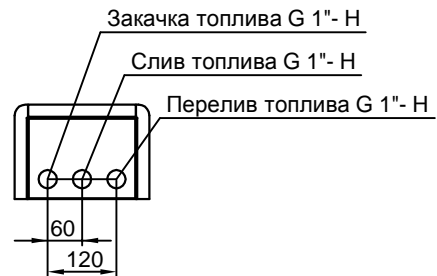 Закачка топлива G 1"- Н
Слив топлива G 1"- Н
Перелив топлива G 1"- Н
60
120